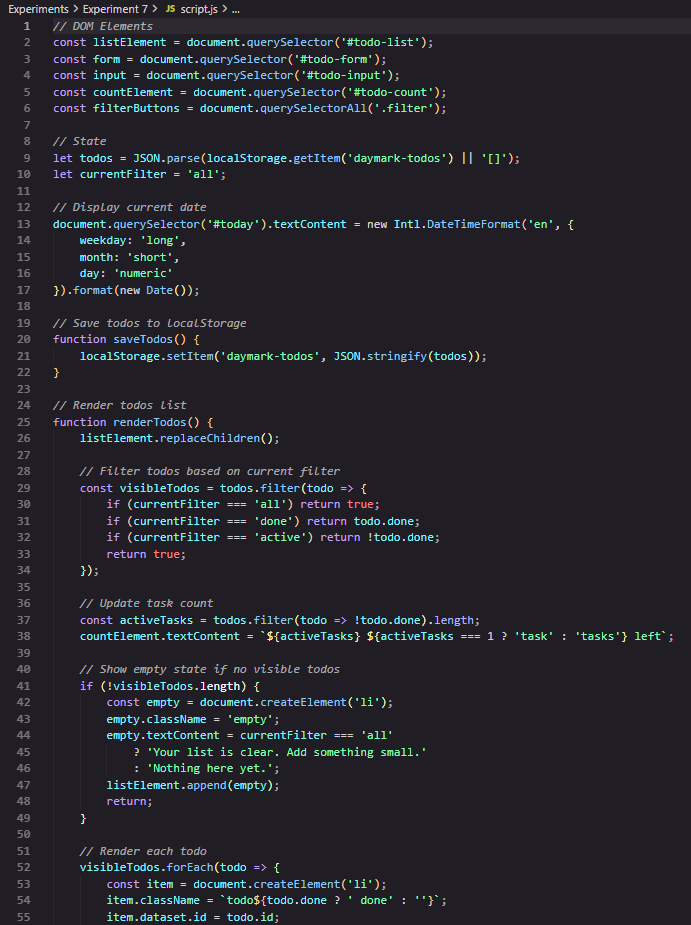 Experiments > Experiment 7 > JS script.js > ...
1 // DOM Elements
2 const listElement = document.querySelector('#todo-list');
3 const form = document.querySelector('#todo-form');
4 const input = document.querySelector('#todo-input');
5 const countElement = document.querySelector('#todo-count');
6 const filterButtons = document.querySelectorAll('.filter');
7
8 // State
9 let todos = JSON.parse(localStorage.getItem('daymark-todos') || '[]');
10 let currentFilter = 'all';
11
12 // Display current date
13 document.querySelector('#today').textContent = new Intl.DateTimeFormat('en', {
14     weekday: 'long',
15     month: 'short',
16     day: 'numeric'
17 }).format(new Date());
18
19 // Save todos to localStorage
20 function saveTodos() {
21     localStorage.setItem('daymark-todos', JSON.stringify(todos));
22 }
23
24 // Render todos list
25 function renderTodos() {
26     listElement.replaceChildren();
27
28     // Filter todos based on current filter
29     const visibleTodos = todos.filter(todo => {
30         if (currentFilter === 'all') return true;
31         if (currentFilter === 'done') return todo.done;
32         if (currentFilter === 'active') return !todo.done;
33         return true;
34     });
35
36     // Update task count
37     const activeTasks = todos.filter(todo => !todo.done).length;
38     countElement.textContent = `${activeTasks} ${activeTasks === 1 ? 'task' : 'tasks'} left`;
39
40     // Show empty state if no visible todos
41     if (!visibleTodos.length) {
42         const empty = document.createElement('li');
43         empty.className = 'empty';
44         empty.textContent = currentFilter === 'all'
45             ? 'Your list is clear. Add something small.'
46             : 'Nothing here yet.';
47         listElement.append(empty);
48         return;
49     }
50
51     // Render each todo
52     visibleTodos.forEach(todo => {
53         const item = document.createElement('li');
54         item.className = `todo${todo.done ? ' done' : ''}`;
55         item.dataset.id = todo.id;